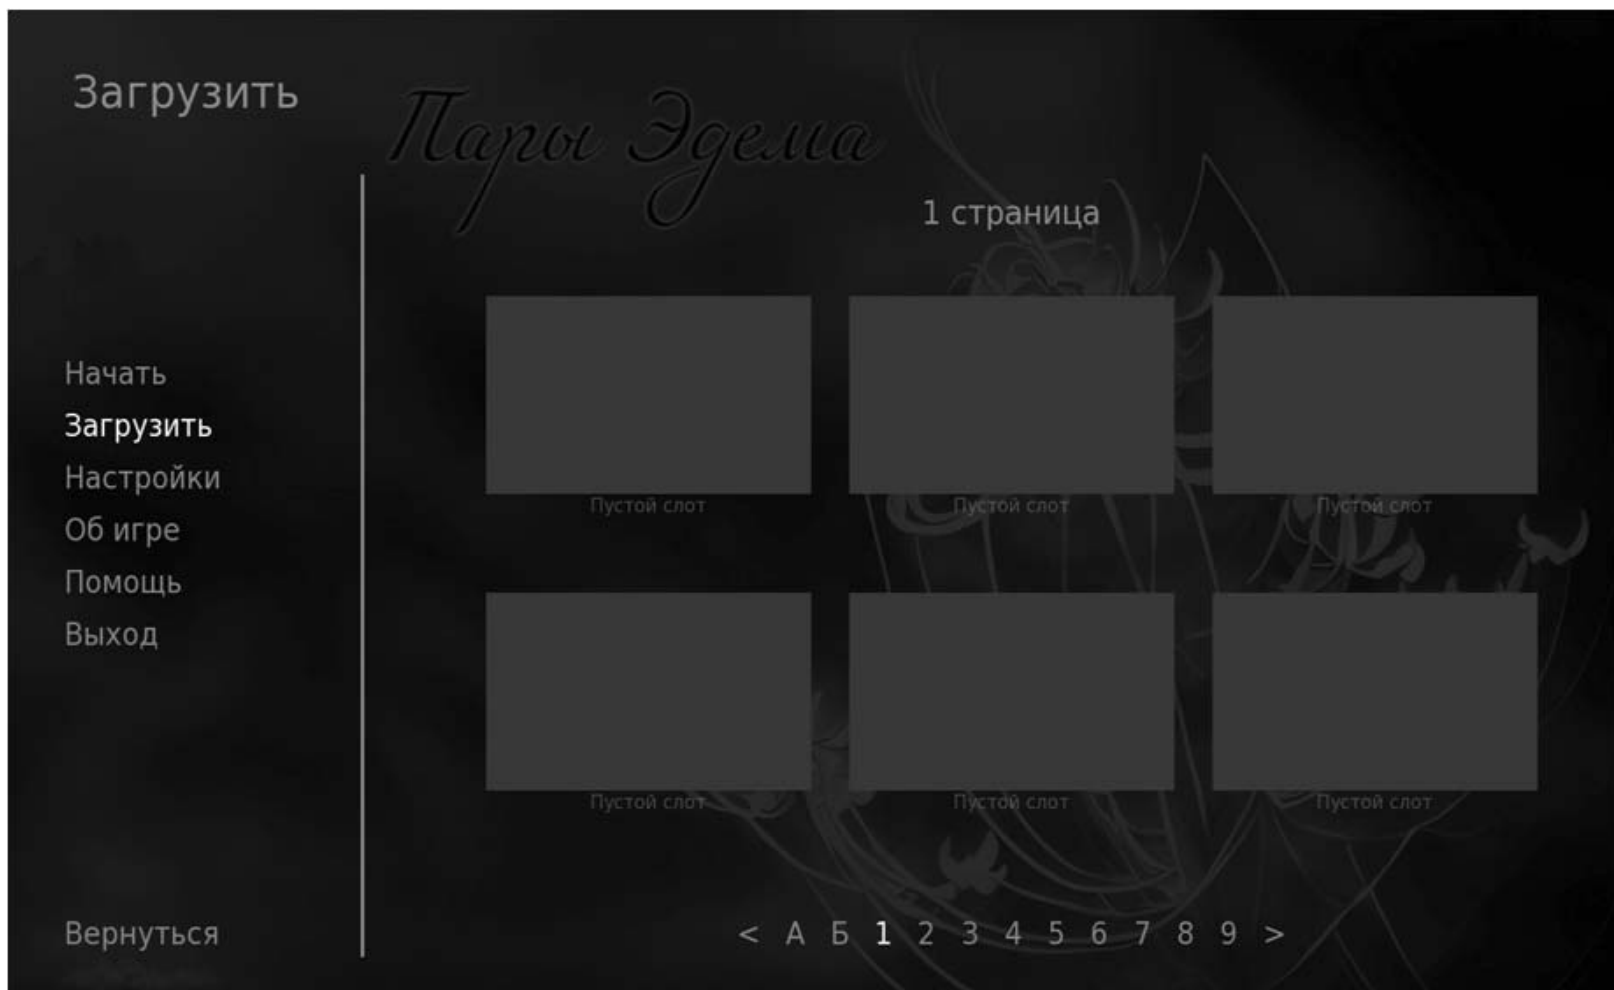 Загрузить
Пары Эдема
1 страница
Начать
Загрузить
Настройки
Об игре
Помощь
Выход
Вернуться
Пустой слот Пустой слот Пустой слот
Пустой слот Пустой слот Пустой слот
< А Б 1 2 3 4 5 6 7 8 9 >